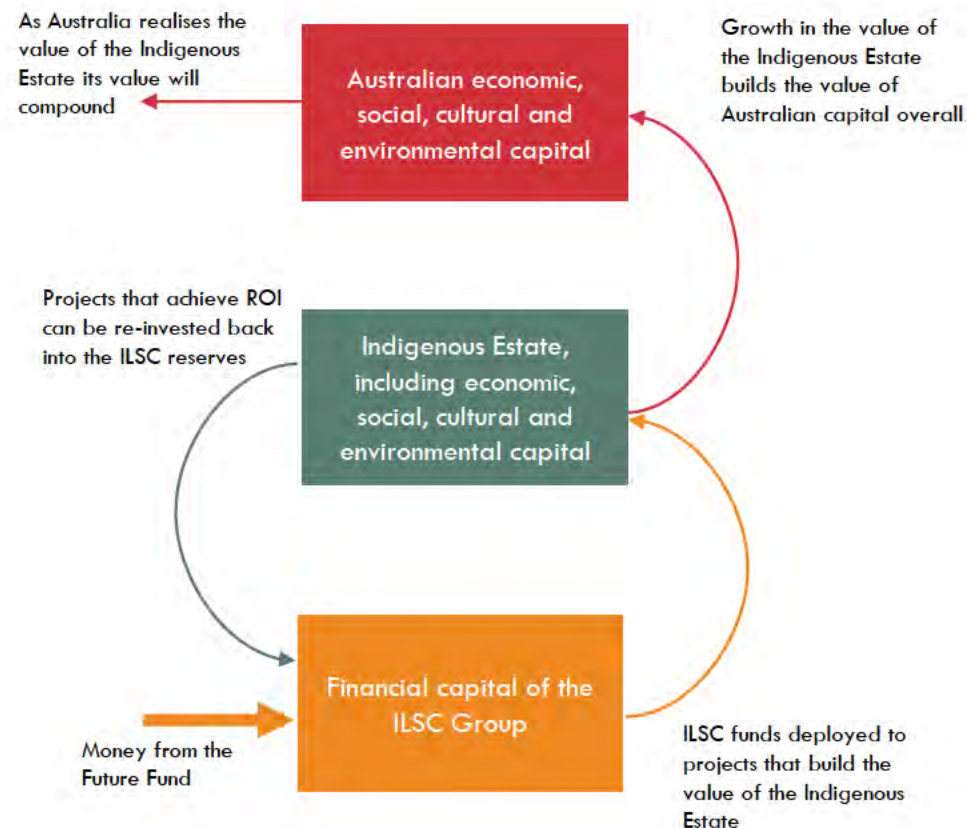 As Australia realises the
value of the Indigenous
Estate its value will
compound
Australian economic,
social, cultural and
environmental capital
Growth in the value of
the Indigenous Estate
builds the value of
Australian capital overall
Projects that achieve ROI
can be re-invested back
into the ILSC reserves
Indigenous Estate,
including economic,
social, cultural and
environmental capital
Financial capital of the
ILSC Group
Money from the
Future Fund
ILSC funds deployed to
projects that build the
value of the Indigenous
Estate